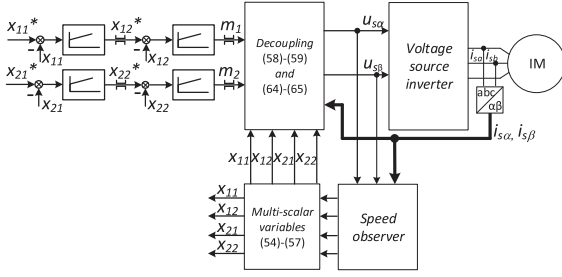 x11* x12* m1
x11 x12
x21* x22* m2
x21 x22
Decoupling
(58)-(59)
and
(64)-(65)
usα
usβ
Voltage
source
inverter
isa isb
IM
abc
αβ
isα, isβ
x11 x12 x21 x22
x11
x12
x21
x22
Multi-scalar
variables
(54)-(57)
Speed
observer